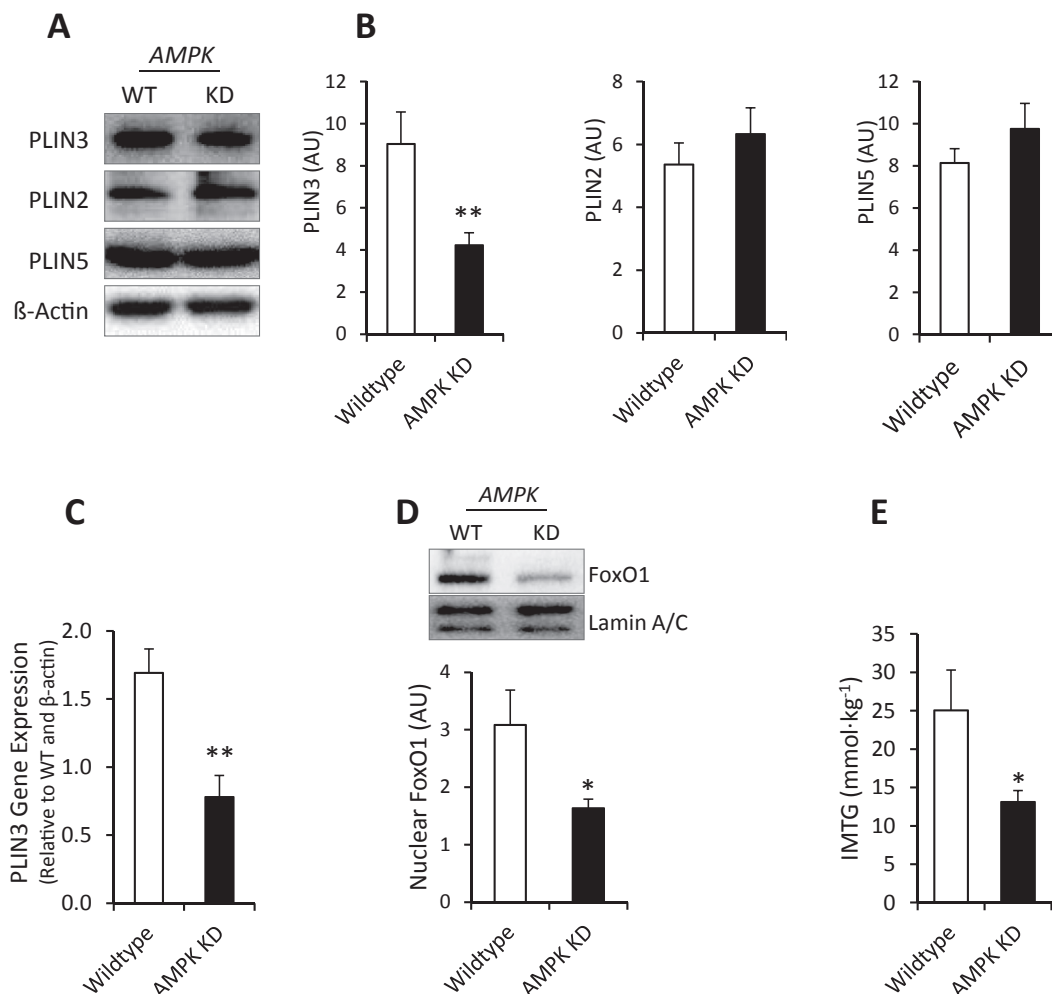 A
AMPK
WT KD
PLIN3
PLIN2
PLIN5
ß-Actin
B
PLIN3 (AU)
12
10
8
6
4
2
0
**
Wildtype
AMPK KD
PLIN2 (AU)
8
6
4
2
0
Wildtype
AMPK KD
PLIN5 (AU)
12
10
8
6
4
2
0
Wildtype
AMPK KD
C
PLIN3 Gene Expression
(Relative to WT and β-actin)
2.0
1.5
1.0
0.5
0.0
**
Wildtype
AMPK KD
D
AMPK
WT KD
FoxO1
Lamin A/C
Nuclear FoxO1 (AU)
4
3
2
1
0
*
Wildtype
AMPK KD
E
IMTG (mmol·kg⁻¹)
35
30
25
20
15
10
5
0
*
Wildtype
AMPK KD